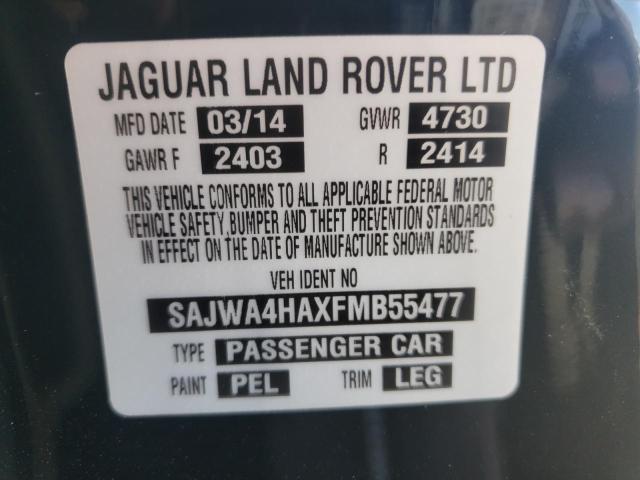 JAGUAR LAND ROVER LTD
MFD DATE 03/14 GVWR 4730
GAWR F 2403 R 2414
THIS VEHICLE CONFORMS TO ALL APPLICABLE FEDERAL MOTOR
VEHICLE SAFETY, BUMPER AND THEFT PREVENTION STANDARDS
IN EFFECT ON THE DATE OF MANUFACTURE SHOWN ABOVE.
VEH IDENT NO
SAJWA4HAXFMB55477
TYPE PASSENGER CAR
PAINT PEL TRIM LEG